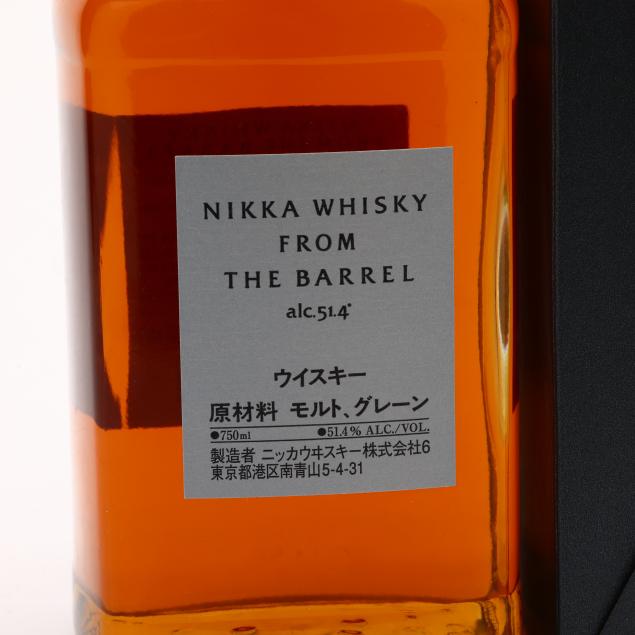 NIKKA WHISKY
FROM
THE BARREL
alc.51.4°
ウイスキー
原材料 モルト、グレーン
●750ml ●51.4% ALC./VOL.
製造者 ニッカウヰスキー株式会社6
東京都港区南青山5-4-31